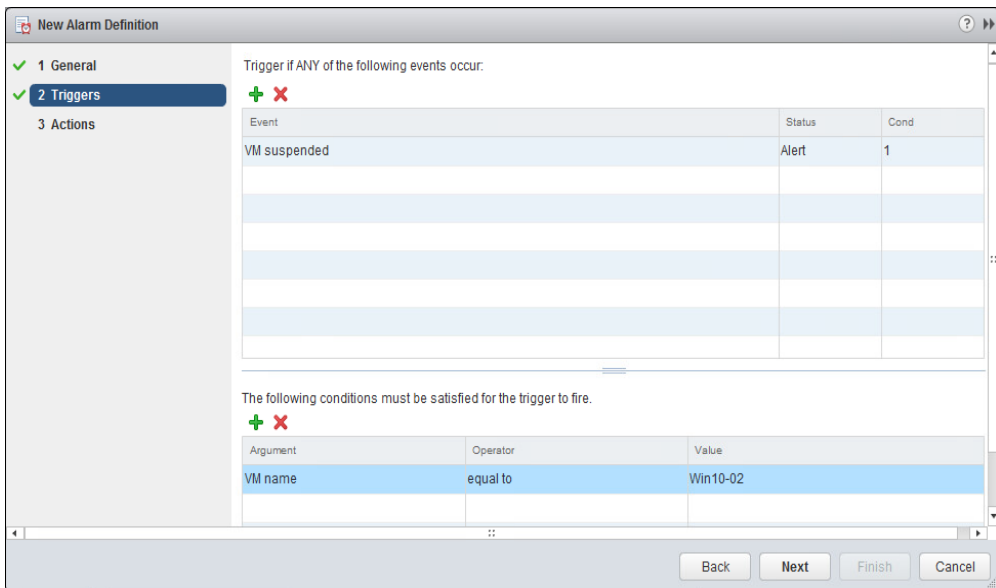 New Alarm Definition
?
1 General
2 Triggers
3 Actions
Trigger if ANY of the following events occur:
Event Status Cond
VM suspended Alert 1
The following conditions must be satisfied for the trigger to fire.
Argument Operator Value
VM name equal to Win10-02
Back Next Finish Cancel